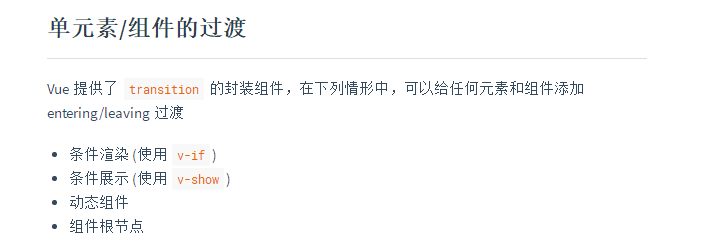 单元素/组件的过渡
Vue 提供了 transition 的封装组件，在下列情形中，可以给任何元素和组件添加
entering/leaving 过渡
条件渲染 (使用 v-if )
条件展示 (使用 v-show )
动态组件
组件根节点